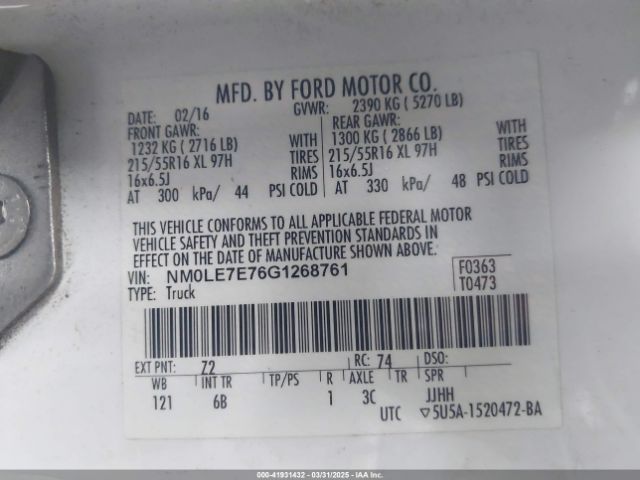 MFD. BY FORD MOTOR CO.
DATE: 02/16 GVWR: 2390 KG ( 5270 LB)
FRONT GAWR: REAR GAWR:
1232 KG ( 2716 LB) WITH 1300 KG ( 2866 LB) WITH
215/55R16 XL 97H TIRES 215/55R16 XL 97H TIRES
16x6.5J RIMS 16x6.5J RIMS
AT 300 kPa/ 44 PSI COLD AT 330 kPa/ 48 PSI COLD
THIS VEHICLE CONFORMS TO ALL APPLICABLE FEDERAL MOTOR
VEHICLE SAFETY AND THEFT PREVENTION STANDARDS IN
EFFECT ON THE DATE OF MANUFACTURE SHOWN ABOVE.
VIN: NM0LE7E76G1268761 F0363
TYPE: Truck T0473
EXT PNT: 72 RC: 74 DSO:
WB INT TR TP/PS R AXLE TR SPR
121 6B 1 3C JJHH
UTC ▽5U5A-1520472-BA
000-41931432 - 03/31/2025 - IAA